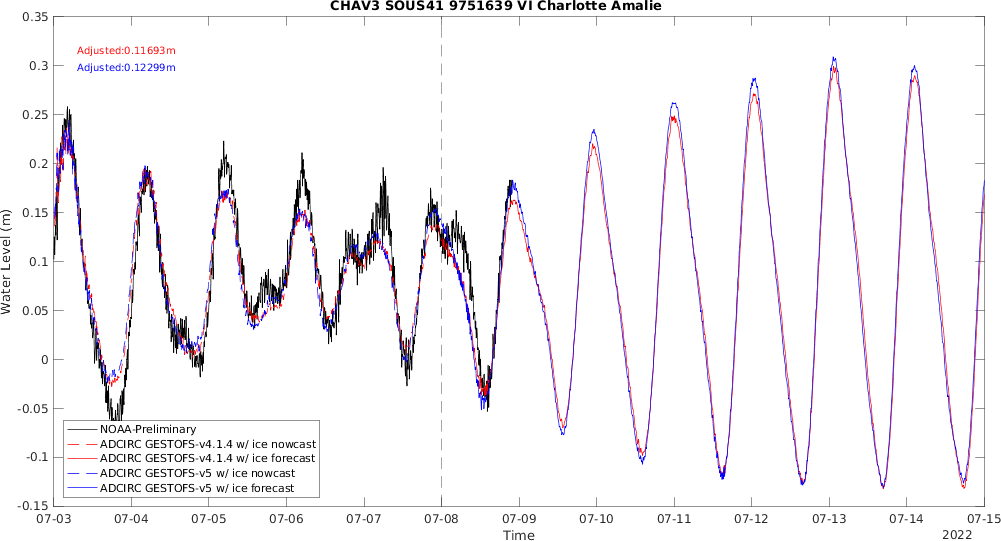 CHAV3 SOUS41 9751639 VI Charlotte Amalie
0.35
0.3
0.25
0.2
0.15
0.1
0.05
0
-0.05
-0.1
-0.15
Water Level (m)
Adjusted:0.11693m
Adjusted:0.12299m
NOAA-Preliminary
ADCIRC GESTOFS-v4.1.4 w/ ice nowcast
ADCIRC GESTOFS-v4.1.4 w/ ice forecast
ADCIRC GESTOFS-v5 w/ ice nowcast
ADCIRC GESTOFS-v5 w/ ice forecast
07-03 07-04 07-05 07-06 07-07 07-08 07-09 07-10 07-11 07-12 07-13 07-14 07-15
Time
2022